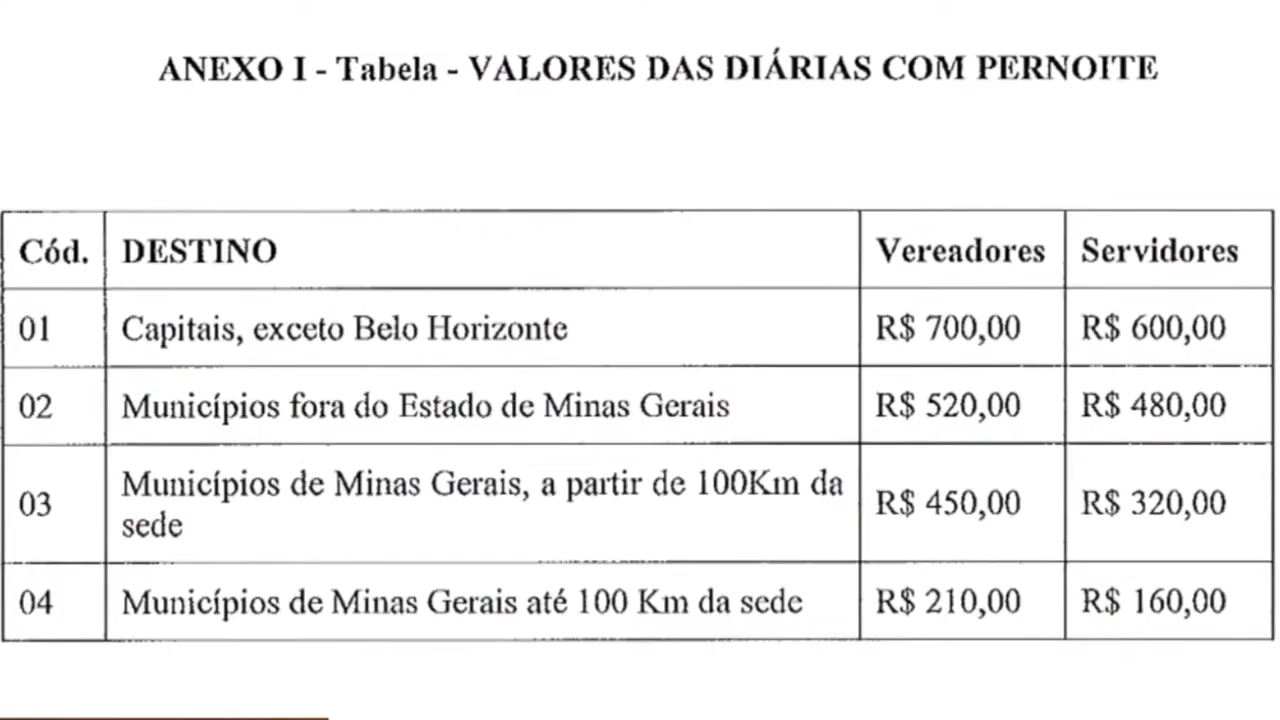 ANEXO I - Tabela - VALORES DAS DIÁRIAS COM PERNOITE
Cód. DESTINO Vereadores Servidores
01 Capitais, exceto Belo Horizonte R$ 700,00 R$ 600,00
02 Municípios fora do Estado de Minas Gerais R$ 520,00 R$ 480,00
03 Municípios de Minas Gerais, a partir de 100Km da
sede R$ 450,00 R$ 320,00
04 Municípios de Minas Gerais até 100 Km da sede R$ 210,00 R$ 160,00